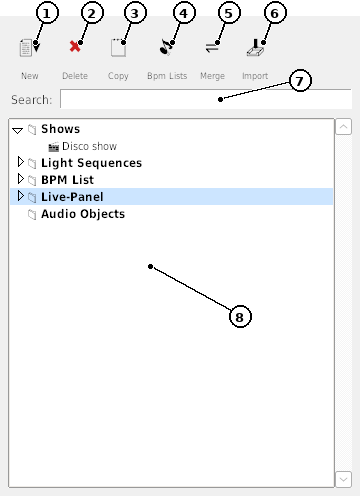 1 2 3 4 5 6
New Delete Copy Bpm Lists Merge Import
7
Search:
Shows
Disco show
Light Sequences
BPM List
Live-Panel
Audio Objects
8